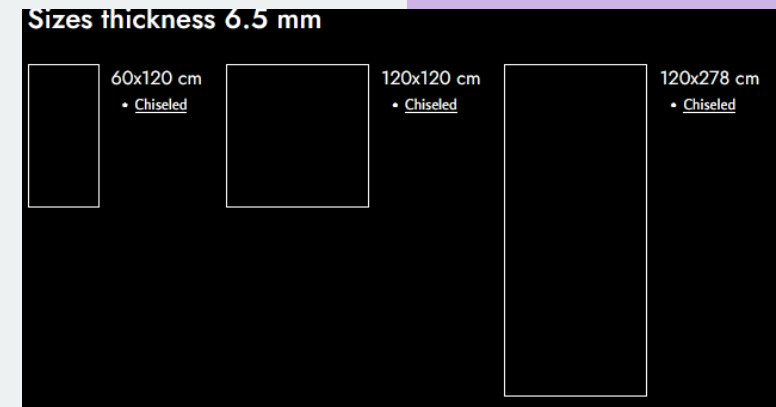 Sizes thickness 6.5 mm
60x120 cm
• Chiseled
120x120 cm
• Chiseled
120x278 cm
• Chiseled